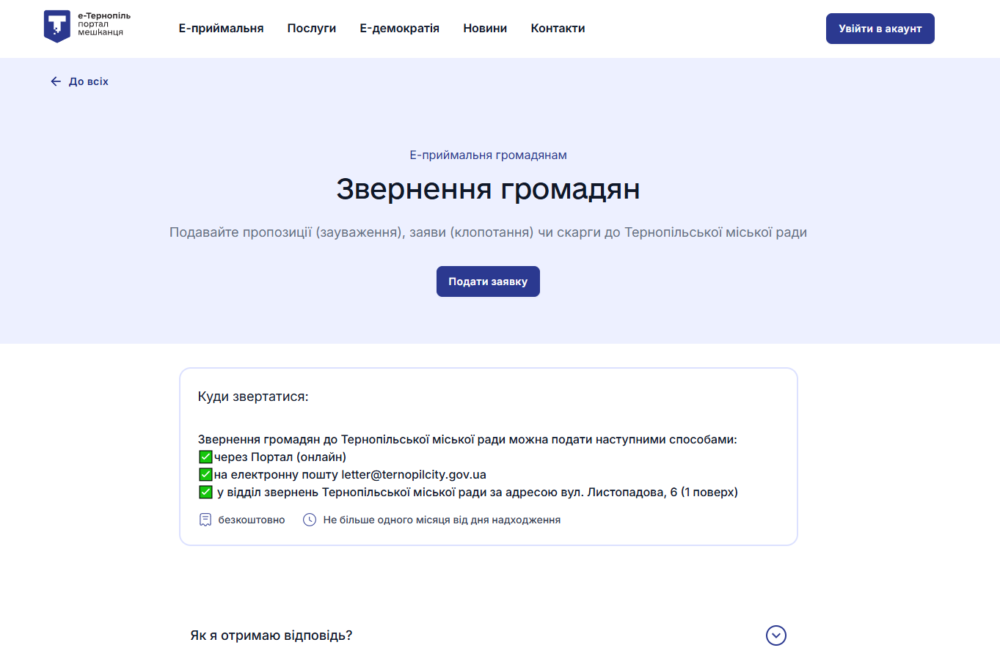 е-Тернопіль
портал
мешканця
Е-приймальня
Послуги
Е-демократія
Новини
Контакти
Увійти в акаунт
До всіх
Е-приймальня громадянам
Звернення громадян
Подавайте пропозиції (зауваження), заяви (клопотання) чи скарги до Тернопільської міської ради
Подати заявку
Куди звертатися:
Звернення громадян до Тернопільської міської ради можна подати наступними способами:
✅через Портал (онлайн)
✅на електронну пошту letter@ternopilcity.gov.ua
✅ у відділ звернень Тернопільської міської ради за адресою вул. Листопадова, 6 (1 поверх)
безкоштовно
Не більше одного місяця від дня надходження
Як я отримаю відповідь?